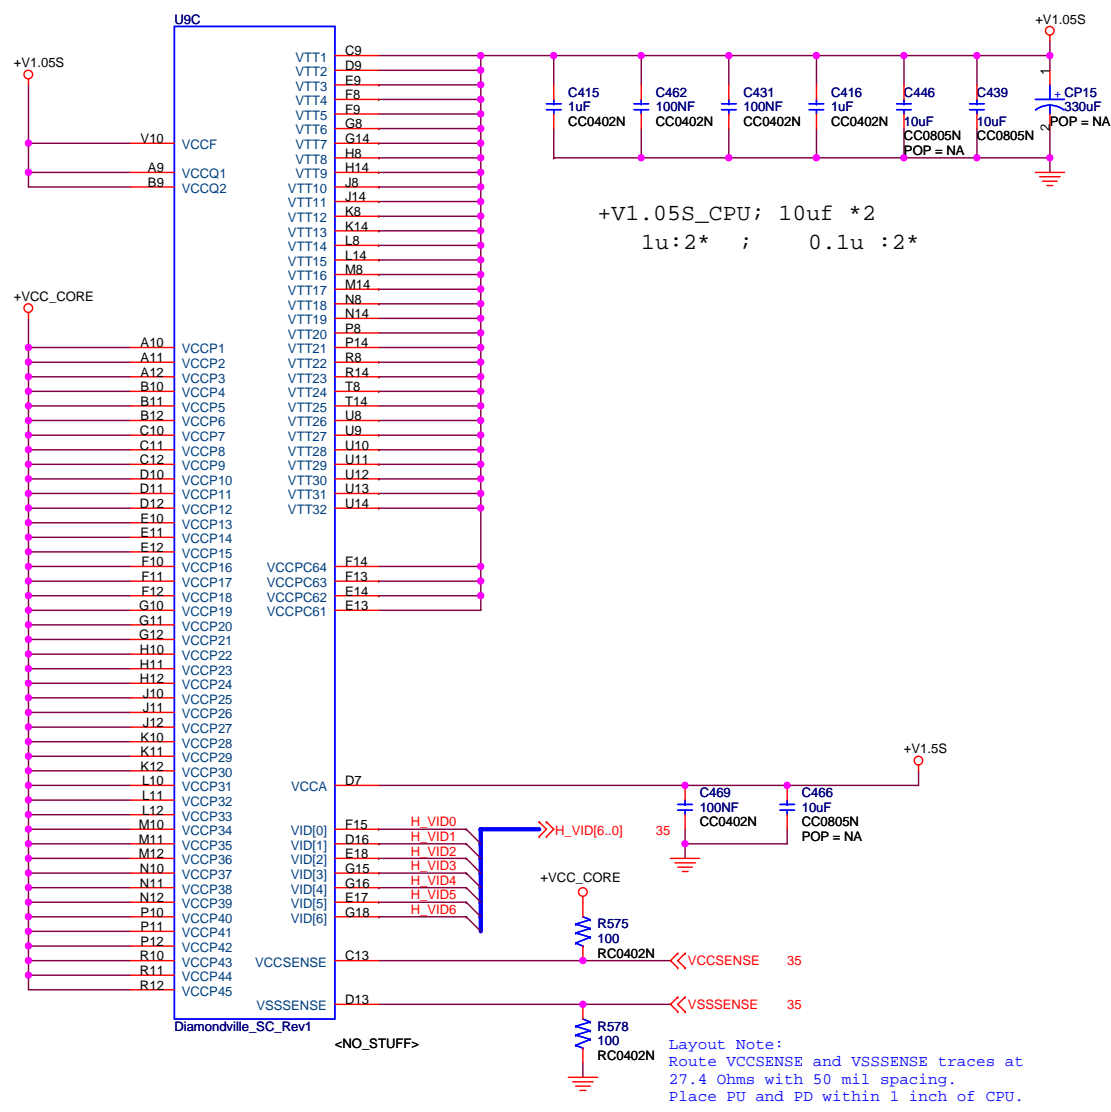 U9C
+V1.05S
V10 VCCF
A9 VCCQ1
B9 VCCQ2
+VCC_CORE
A10 VCCP1
A11 VCCP2
A12 VCCP3
B10 VCCP4
B11 VCCP5
B12 VCCP6
C10 VCCP7
C11 VCCP8
C12 VCCP9
D10 VCCP10
D11 VCCP11
D12 VCCP12
E10 VCCP13
E11 VCCP14
E12 VCCP15
F10 VCCP16
F11 VCCP17
F12 VCCP18
G10 VCCP19
G11 VCCP20
G12 VCCP21
H10 VCCP22
H11 VCCP23
H12 VCCP24
J10 VCCP25
J11 VCCP26
J12 VCCP27
K10 VCCP28
K11 VCCP29
K12 VCCP30
L10 VCCP31
L11 VCCP32
L12 VCCP33
M10 VCCP34
M11 VCCP35
M12 VCCP36
N10 VCCP37
N11 VCCP38
N12 VCCP39
P10 VCCP40
P11 VCCP41
P12 VCCP42
R10 VCCP43
R11 VCCP44
R12 VCCP45
VTT1 C9
VTT2 D9
VTT3 E9
VTT4 F8
VTT5 F9
VTT6 G8
VTT7 G14
VTT8 H8
VTT9 H14
VTT10 J8
VTT11 J14
VTT12 K8
VTT13 K14
VTT14 L8
VTT15 L14
VTT16 M8
VTT17 M14
VTT18 N8
VTT19 N14
VTT20 P8
VTT21 P14
VTT22 R8
VTT23 R14
VTT24 T8
VTT25 T14
VTT26 U8
VTT27 U9
VTT28 U10
VTT29 U11
VTT30 U12
VTT31 U13
VTT32 U14
VCCPC64 F14
VCCPC63 F13
VCCPC62 E14
VCCPC61 E13
VCCA D7
VID[0] F15 H_VID0
VID[1] D16 H_VID1
VID[2] E18 H_VID2
VID[3] G15 H_VID3
VID[4] G16 H_VID4
VID[5] E17 H_VID5
VID[6] G18 H_VID6
VCCSENSE C13
VSSSENSE D13
Diamondville_SC_Rev1
<NO_STUFF>
+V1.05S
C415
1uF
CC0402N
C462
100NF
CC0402N
C431
100NF
CC0402N
C416
1uF
CC0402N
C446
10uF
CC0805N
POP = NA
C439
10uF
CC0805N
1
+ CP15
330uF
POP = NA
2
+V1.05S_CPU; 10uf *2
1u:2* ; 0.1u :2*
+V1.5S
C469
100NF
CC0402N
C466
10uF
CC0805N
POP = NA
H_VID[6..0] 35
+VCC_CORE
R575
100
RC0402N
VCCSENSE 35
VSSSENSE 35
R578
100
RC0402N
Layout Note:
Route VCCSENSE and VSSSENSE traces at
27.4 Ohms with 50 mil spacing.
Place PU and PD within 1 inch of CPU.